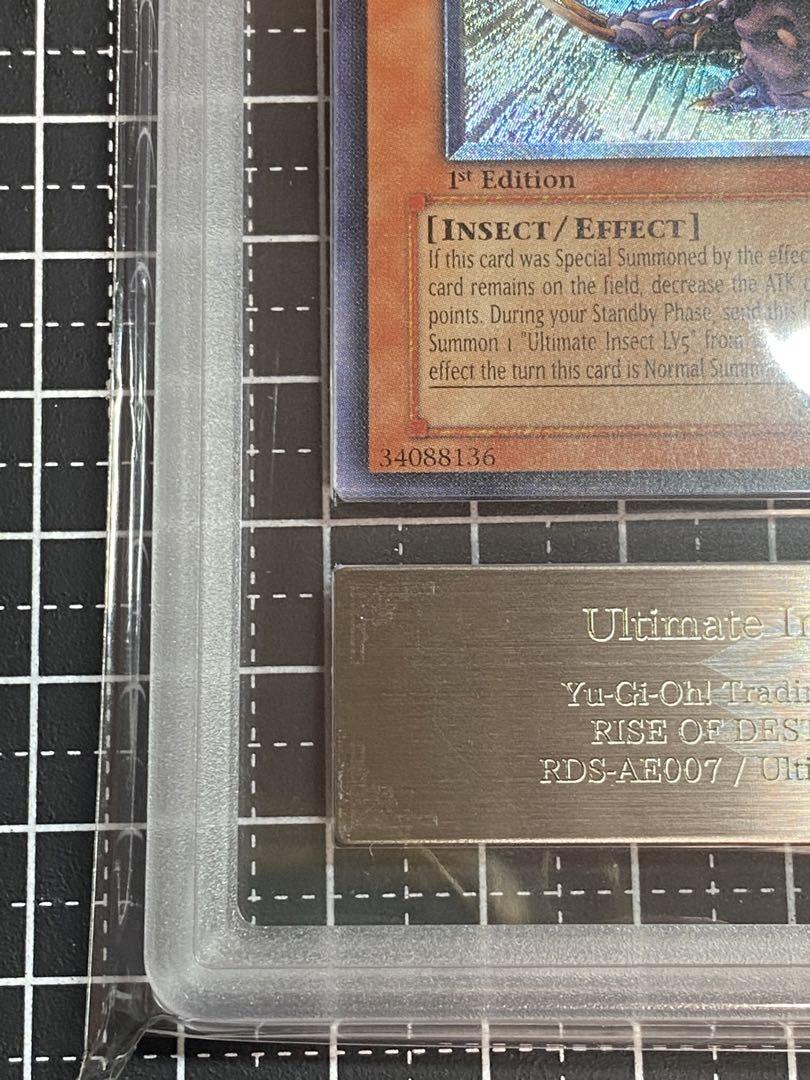 1st Edition
[INSECT/EFFECT]
If this card was Special Summoned by the effec
card remains on the field, decrease the ATK
points. During your Standby Phase, send this
Summon 1 "Ultimate Insect LV5" from
effect the turn this card is Normal Summ
34088136
Ultimate In
Yu-Gi-Oh! Tradi
RISE OF DEST
RDS-AE007 / Ulti